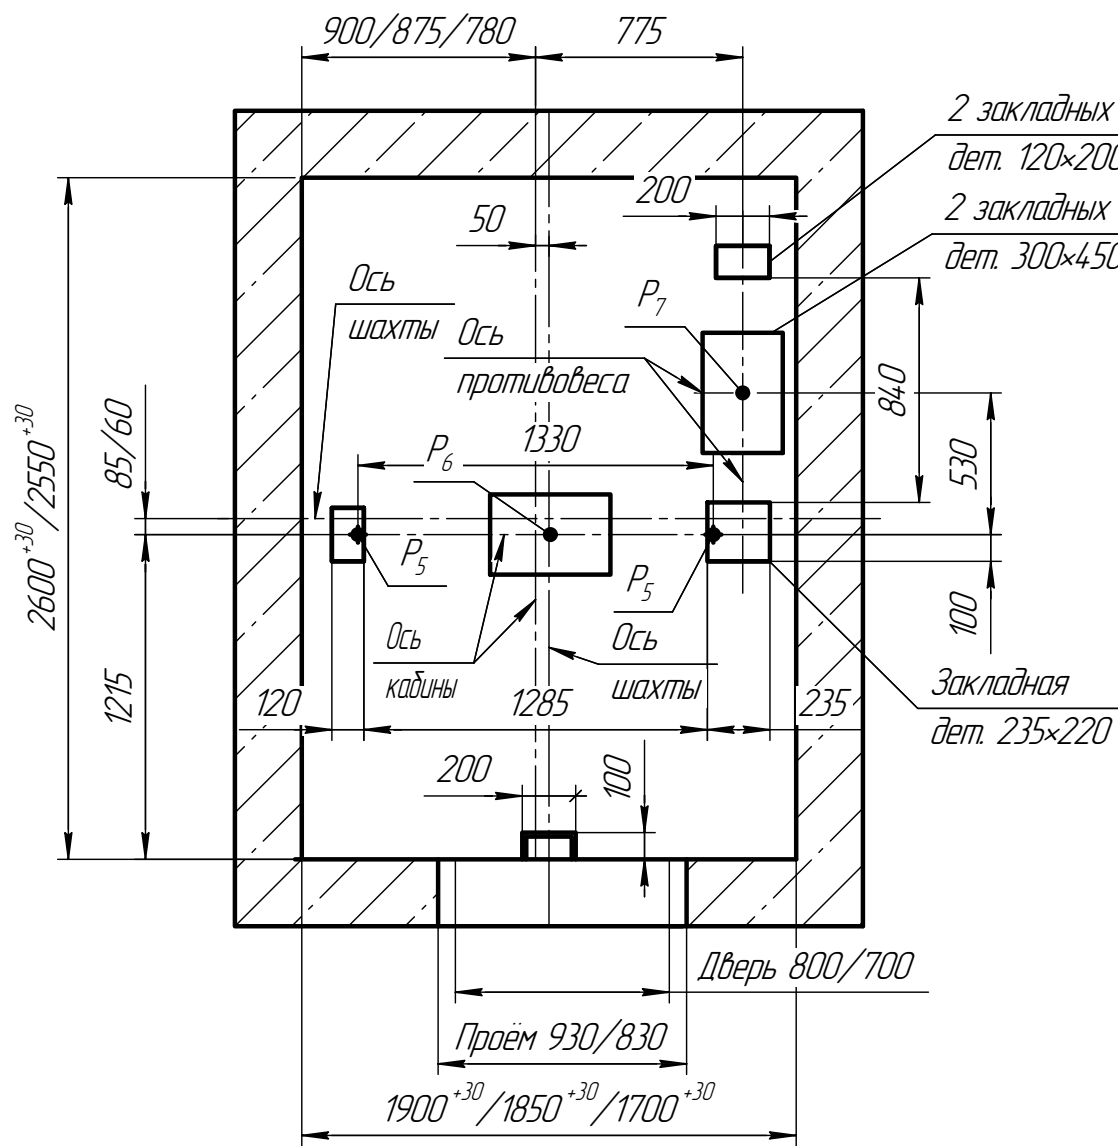 900/875/780
775
2 закладных
дет. 120×200
200
2 закладных
дет. 300×450
50
Ось
шахты
P7
Ось
противовеса
840
85/60
2600+30/2550+30
P6
1330
530
P5
P5
100
Ось
кабины
Ось
шахты
1215
120
1285
235
Закладная
дет. 235×220
200
100
Дверь 800/700
Проём 930/830
1900+30/1850+30/1700+30